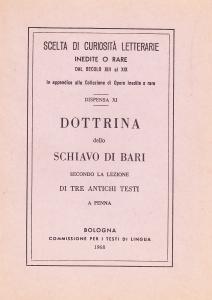 SCELTA DI CURIOSITÀ LETTERARIE
INEDITE O RARE
DAL SECOLO XIII AL XIX
In appendice alla Collezione di Opere inedite o rare
DISPENSA XI
DOTTRINA
dello
SCHIAVO DI BARI
SECONDO LA LEZIONE
DI TRE ANTICHI TESTI
A PENNA
BOLOGNA
COMMISSIONE PER I TESTI DI LINGUA
1968